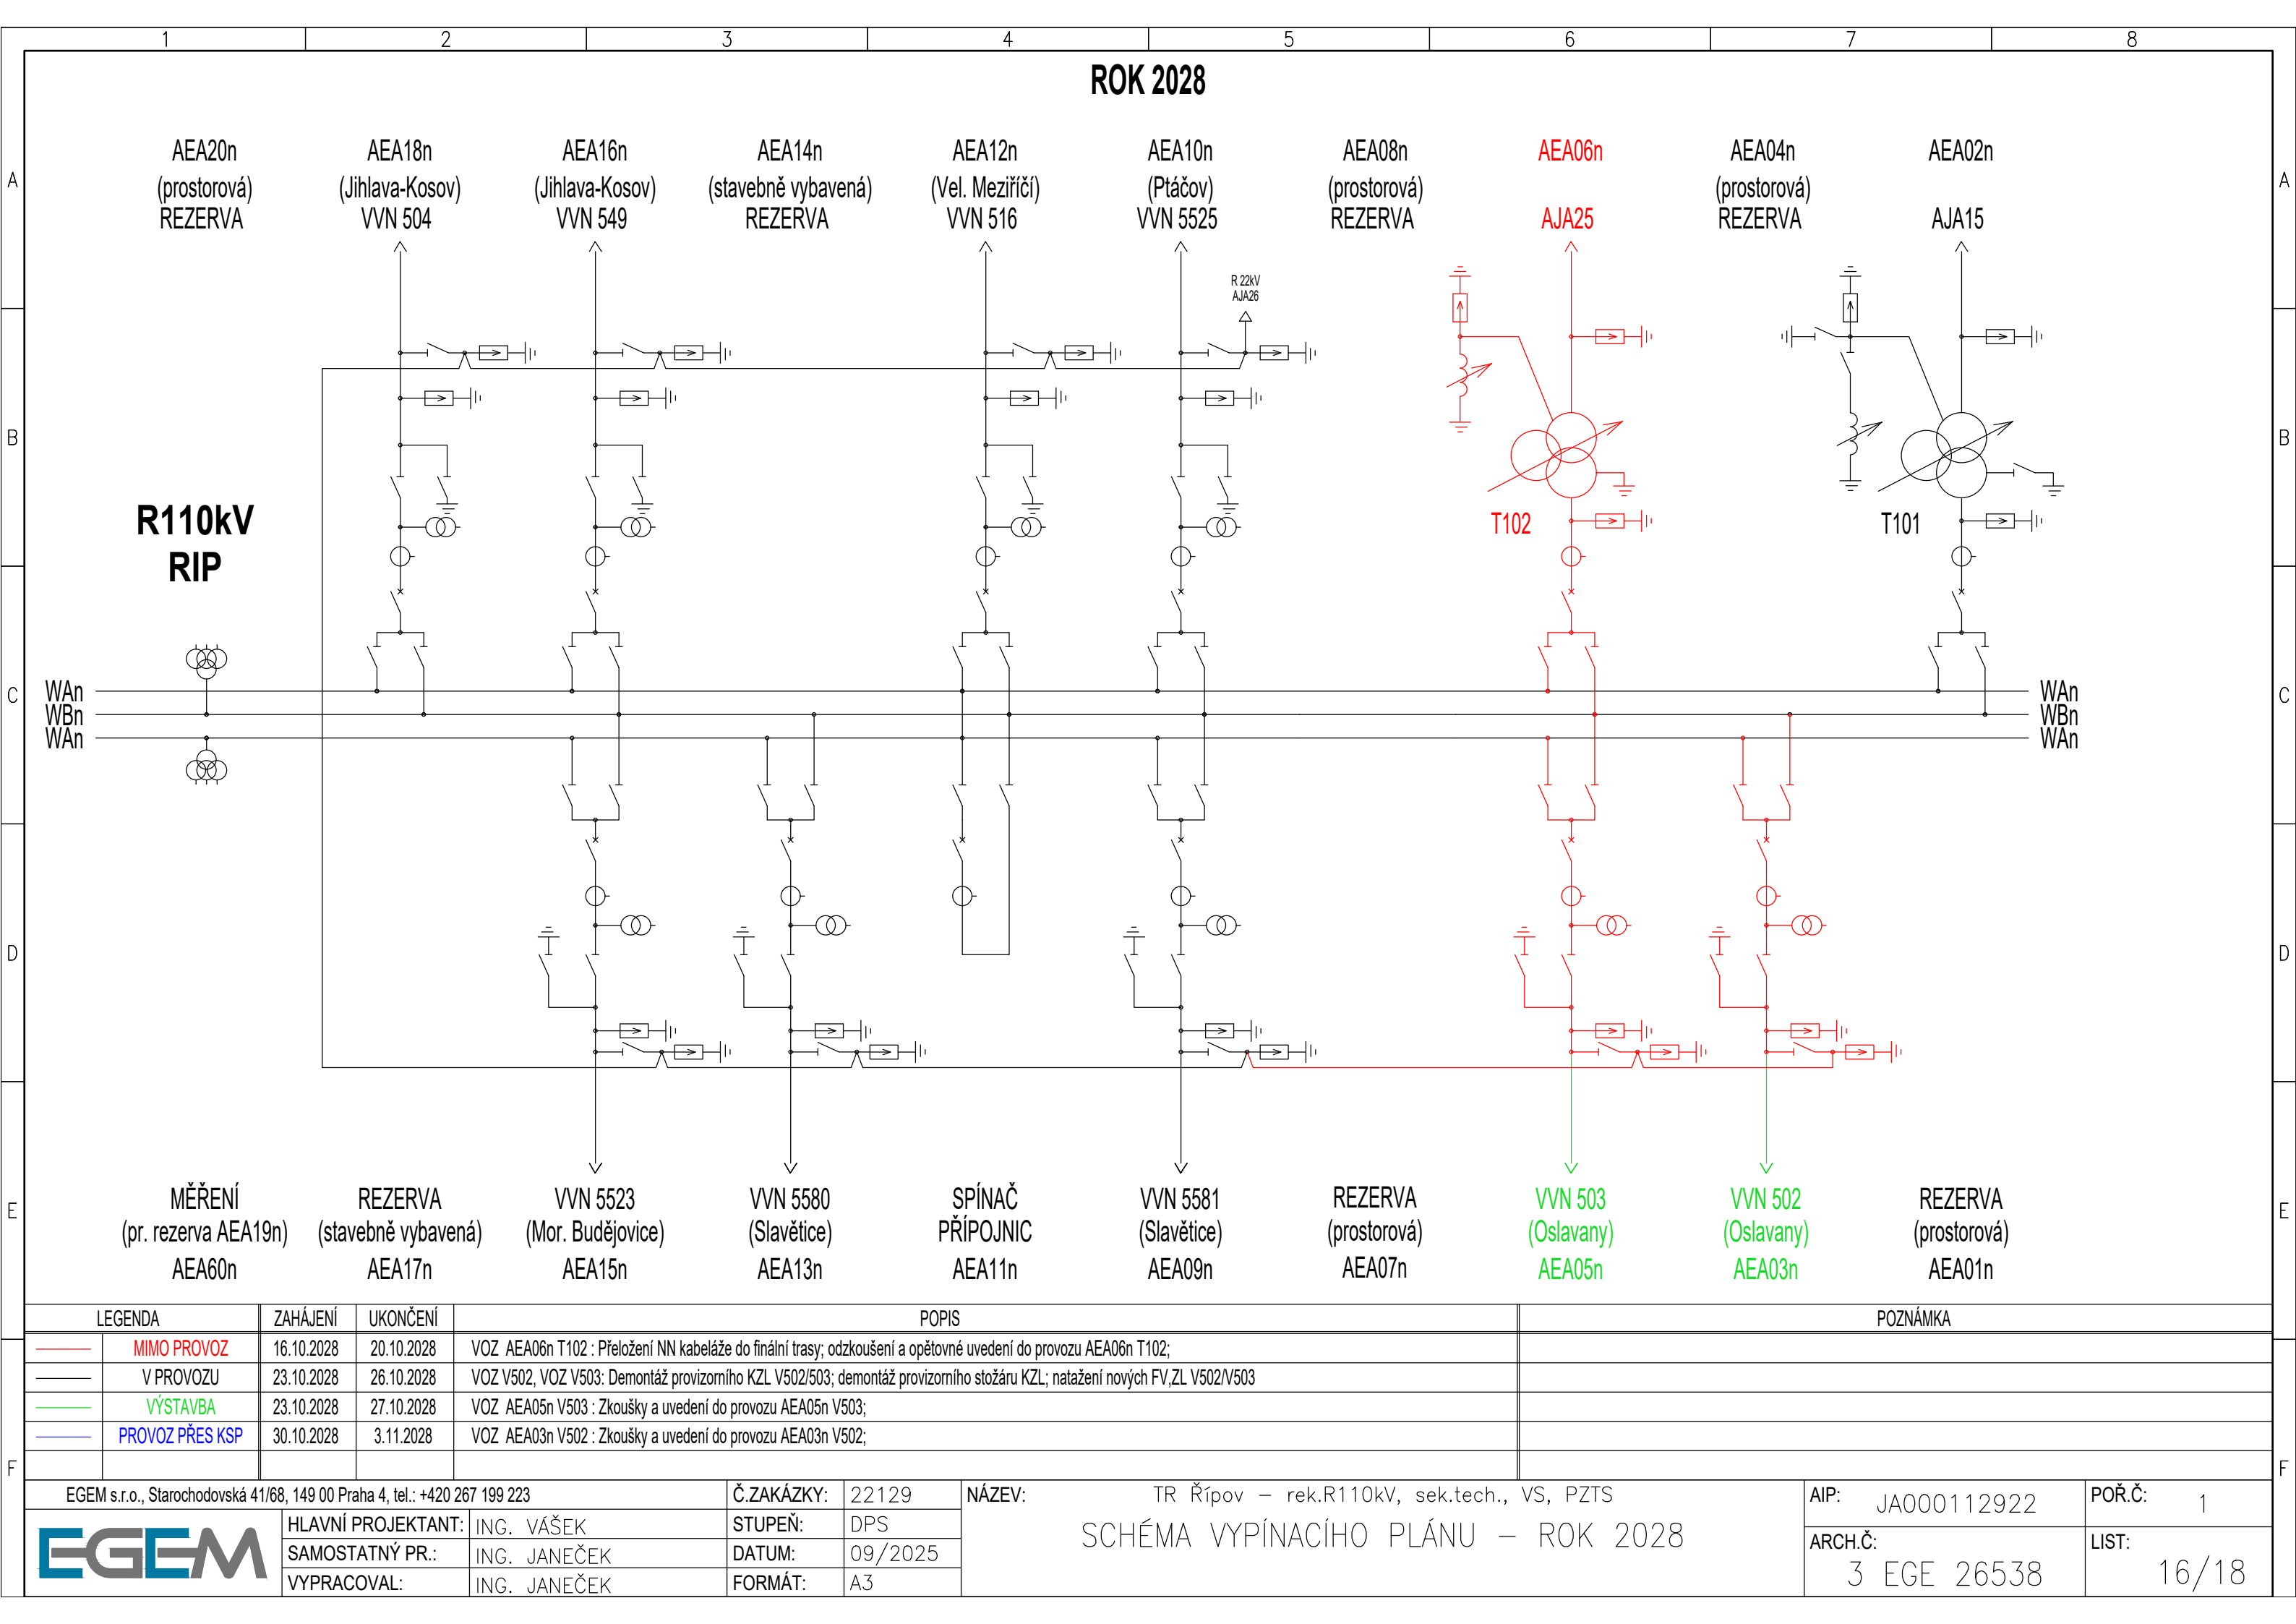 1 2 3 4 5 6 7 8
ROK 2028
AEA20n AEA18n AEA16n AEA14n AEA12n AEA10n AEA08n AEA06n AEA04n AEA02n
A A
(prostorová) (Jihlava-Kosov) (Jihlava-Kosov) (stavebně vybavená) (Vel. Meziříčí) (Ptáčov) (prostorová) (prostorová)
REZERVA VVN 504 VVN 549 REZERVA VVN 516 VVN 5525 REZERVA AJA25 REZERVA AJA15
R 22kV
AJA26
B B
R110kV
RIP
T102 T101
C C
WAn WAn
WBn WBn
WAn WAn
D D
MĚŘENÍ REZERVA VVN 5523 VVN 5580 SPÍNAČ VVN 5581 REZERVA VVN 503 VVN 502 REZERVA
E E
(pr. rezerva AEA19n) (stavebně vybavená) (Mor. Budějovice) (Slavětice) PŘÍPOJNIC (Slavětice) (prostorová) (Oslavany) (Oslavany) (prostorová)
AEA60n AEA17n AEA15n AEA13n AEA11n AEA09n AEA07n AEA05n AEA03n AEA01n
LEGENDA ZAHÁJENÍ UKONČENÍ POPIS POZNÁMKA
MIMO PROVOZ 16.10.2028 20.10.2028 VOZ AEA06n T102 : Přeložení NN kabeláže do finální trasy; odzkoušení a opětovné uvedení do provozu AEA06n T102;
V PROVOZU 23.10.2028 26.10.2028 VOZ V502, VOZ V503: Demontáž provizorního KZL V502/503; demontáž provizorního stožáru KZL; natažení nových FV,ZL V502/V503
VÝSTAVBA 23.10.2028 27.10.2028 VOZ AEA05n V503 : Zkoušky a uvedení do provozu AEA05n V503;
PROVOZ PŘES KSP 30.10.2028 3.11.2028 VOZ AEA03n V502 : Zkoušky a uvedení do provozu AEA03n V502;
F F
EGEM s.r.o., Starochodovská 41/68, 149 00 Praha 4, tel.: +420 267 199 223
EGEM
HLAVNÍ PROJEKTANT: ING. VÁŠEK
SAMOSTATNÝ PR.: ING. JANEČEK
VYPRACOVAL: ING. JANEČEK
Č.ZAKÁZKY: 22129
STUPEŇ: DPS
DATUM: 09/2025
FORMÁT: A3
NÁZEV: TR Řípov – rek.R110kV, sek.tech., VS, PZTS
SCHÉMA VYPÍNACÍHO PLÁNU – ROK 2028
AIP: JA000112922
POŘ.Č: 1
ARCH.Č: 3 EGE 26538
LIST: 16/18